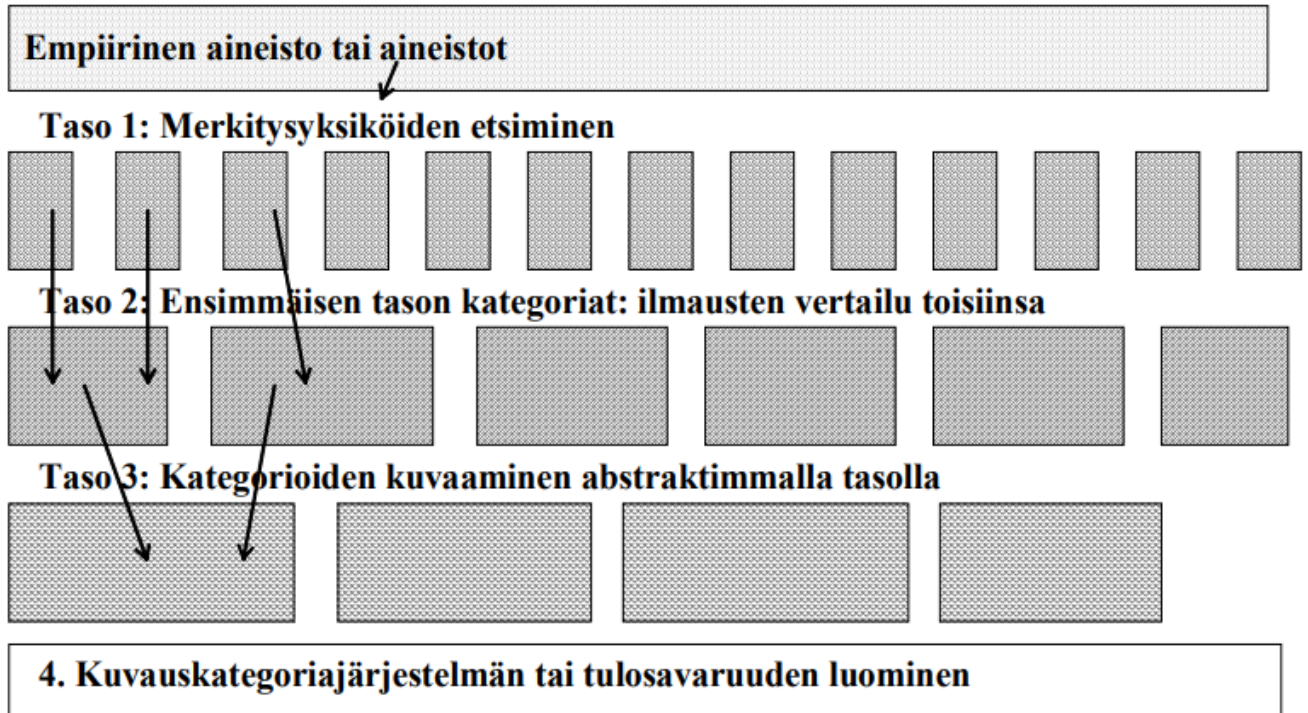 Empiirinen aineisto tai aineistot
Taso 1: Merkitysyksiköiden etsiminen
Taso 2: Ensimmäisen tason kategoriat: ilmausten vertailu toisiinsa
Taso 3: Kategorioiden kuvaaminen abstraktimmalla tasolla
4. Kuvauskategoriajärjestelmän tai tulosavaruuden luominen